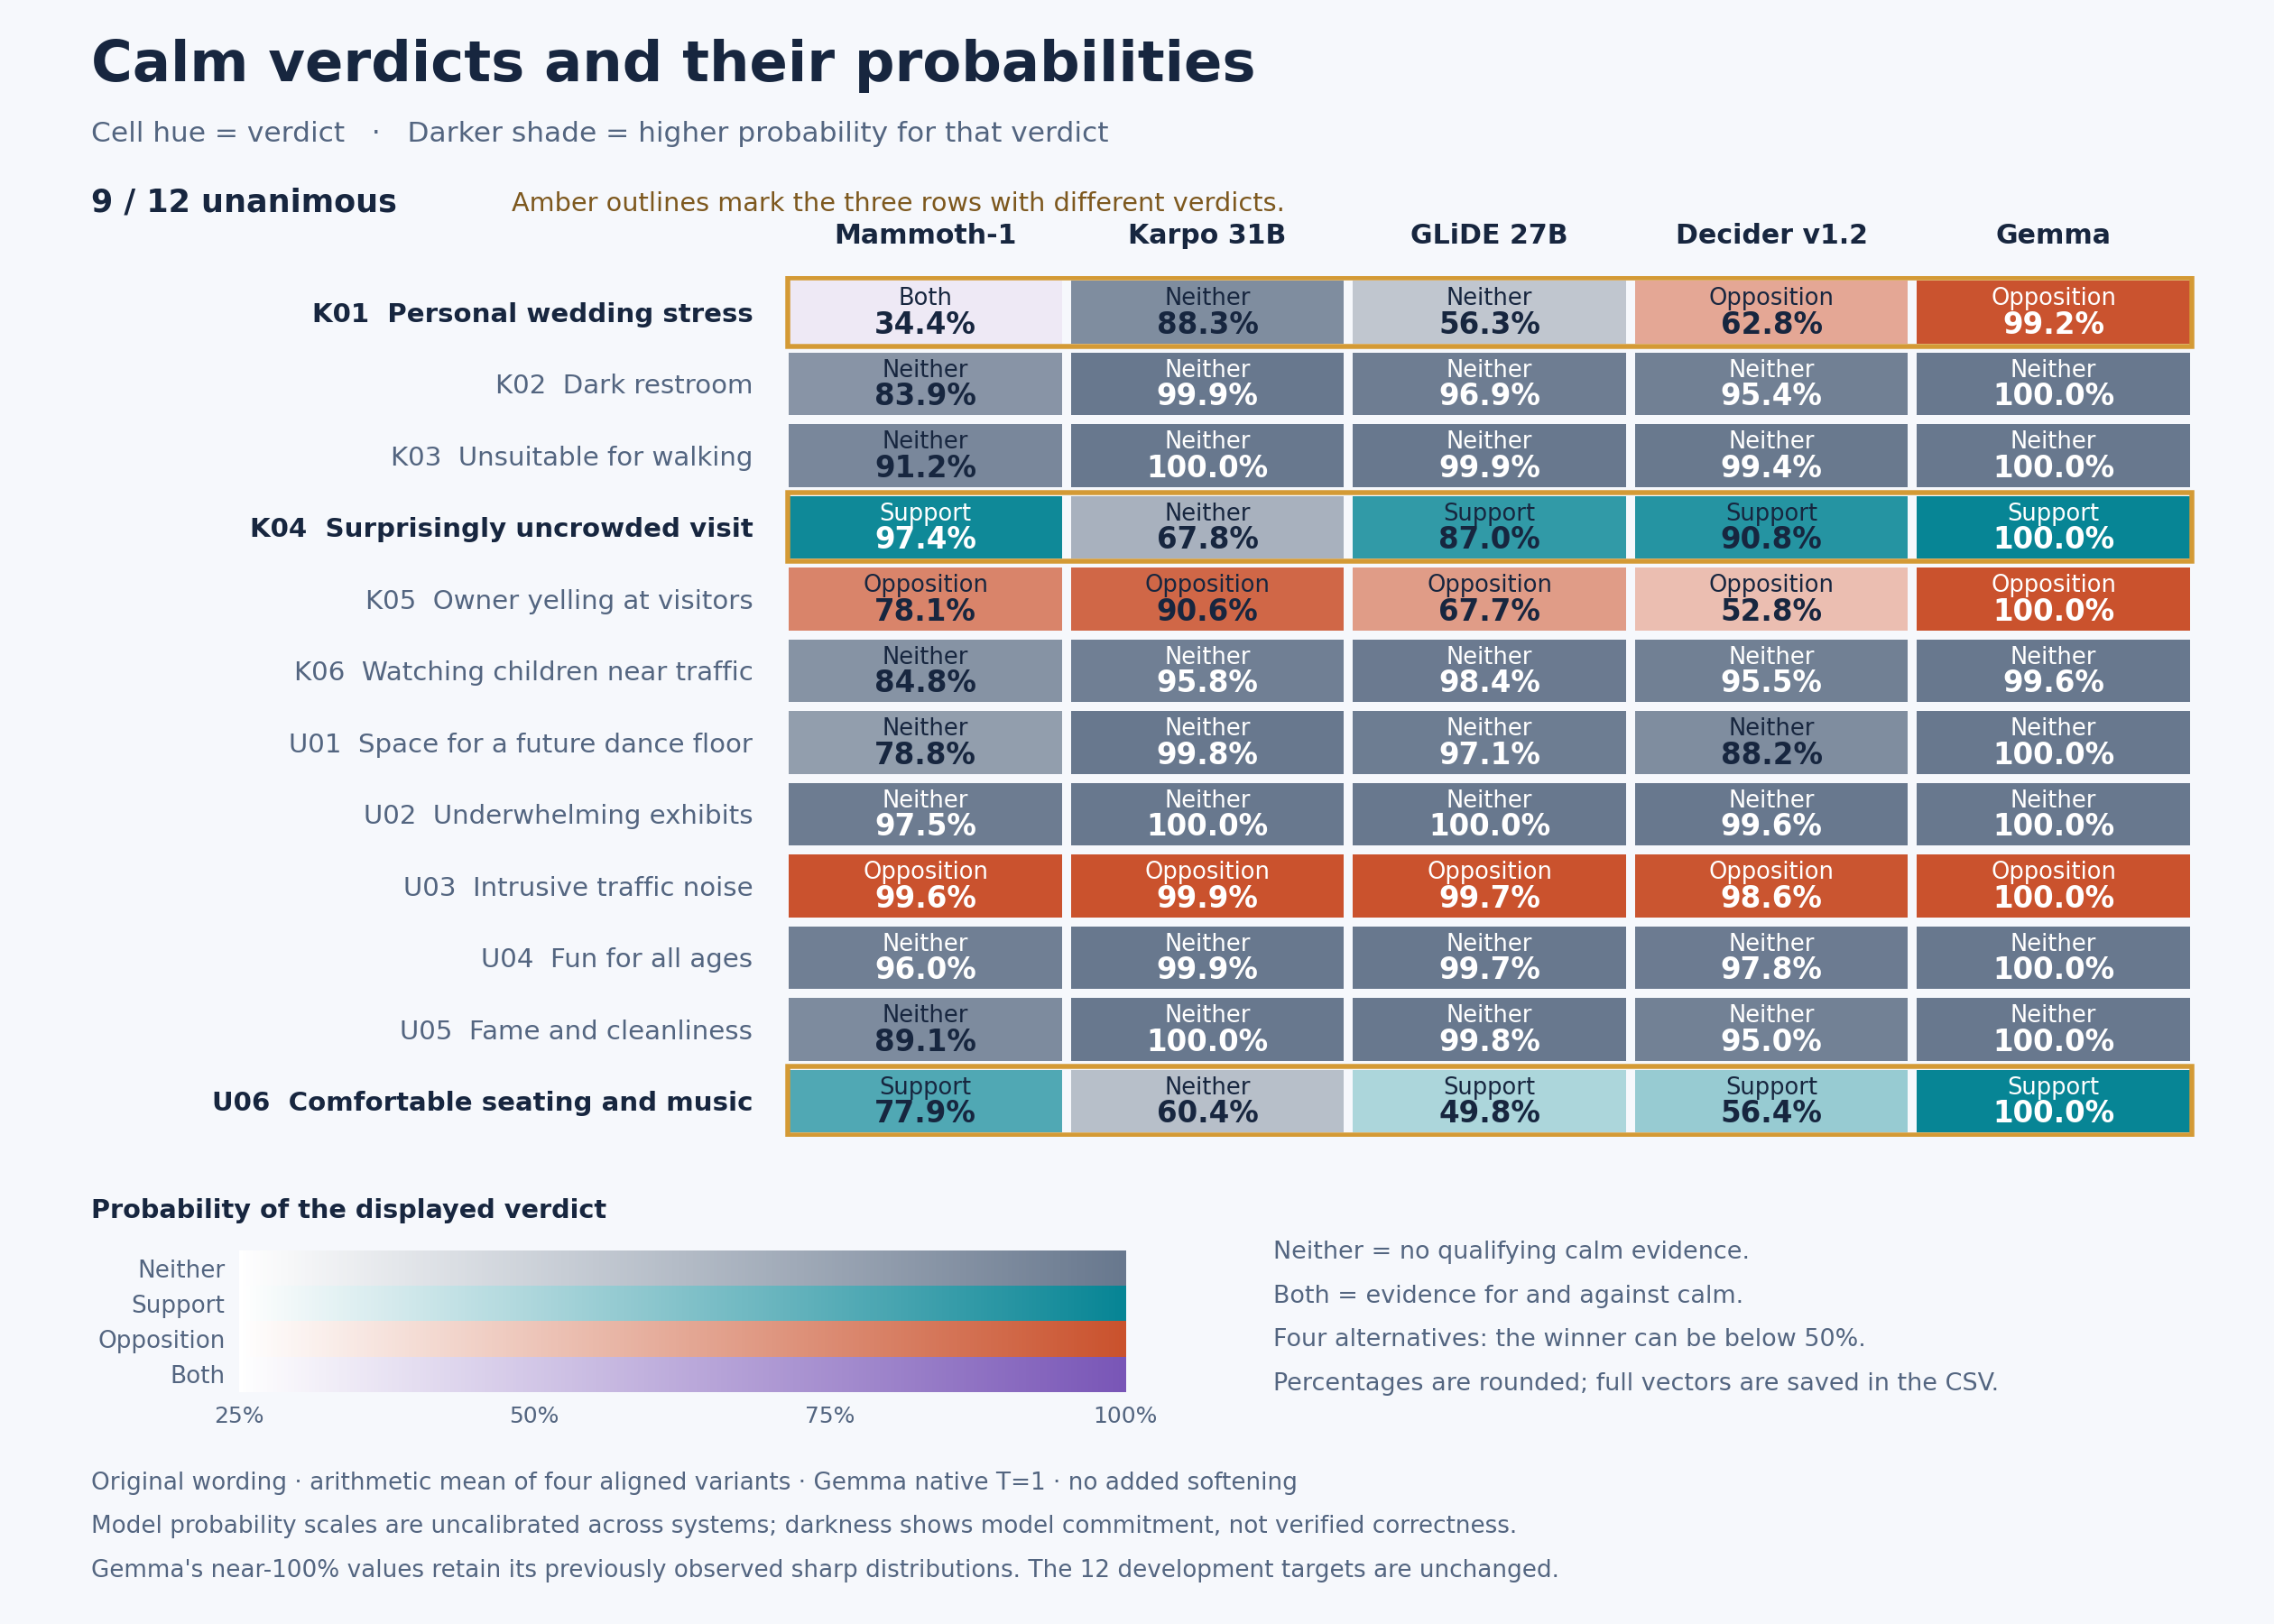 Calm verdicts and their probabilities
Cell hue = verdict · Darker shade = higher probability for that verdict
9 / 12 unanimous Amber outlines mark the three rows with different verdicts.
Mammoth-1 Karpo 31B GLiDE 27B Decider v1.2 Gemma
K01 Personal wedding stress Both 34.4% Neither 88.3% Neither 56.3% Opposition 62.8% Opposition 99.2%
K02 Dark restroom Neither 83.9% Neither 99.9% Neither 96.9% Neither 95.4% Neither 100.0%
K03 Unsuitable for walking Neither 91.2% Neither 100.0% Neither 99.9% Neither 99.4% Neither 100.0%
K04 Surprisingly uncrowded visit Support 97.4% Neither 67.8% Support 87.0% Support 90.8% Support 100.0%
K05 Owner yelling at visitors Opposition 78.1% Opposition 90.6% Opposition 67.7% Opposition 52.8% Opposition 100.0%
K06 Watching children near traffic Neither 84.8% Neither 95.8% Neither 98.4% Neither 95.5% Neither 99.6%
U01 Space for a future dance floor Neither 78.8% Neither 99.8% Neither 97.1% Neither 88.2% Neither 100.0%
U02 Underwhelming exhibits Neither 97.5% Neither 100.0% Neither 100.0% Neither 99.6% Neither 100.0%
U03 Intrusive traffic noise Opposition 99.6% Opposition 99.9% Opposition 99.7% Opposition 98.6% Opposition 100.0%
U04 Fun for all ages Neither 96.0% Neither 99.9% Neither 99.7% Neither 97.8% Neither 100.0%
U05 Fame and cleanliness Neither 89.1% Neither 100.0% Neither 99.8% Neither 95.0% Neither 100.0%
U06 Comfortable seating and music Support 77.9% Neither 60.4% Support 49.8% Support 56.4% Support 100.0%
Probability of the displayed verdict
Neither
Support
Opposition
Both
25% 50% 75% 100%
Neither = no qualifying calm evidence.
Both = evidence for and against calm.
Four alternatives: the winner can be below 50%.
Percentages are rounded; full vectors are saved in the CSV.
Original wording · arithmetic mean of four aligned variants · Gemma native T=1 · no added softening
Model probability scales are uncalibrated across systems; darkness shows model commitment, not verified correctness.
Gemma's near-100% values retain its previously observed sharp distributions. The 12 development targets are unchanged.